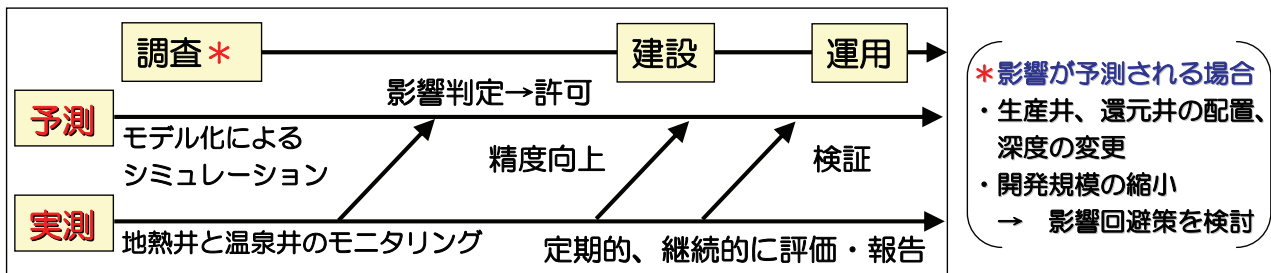 調査＊
建設
運用
影響判定→許可
予測
モデル化による
シミュレーション
精度向上
検証
実測
地熱井と温泉井のモニタリング
定期的、継続的に評価・報告
＊影響が予測される場合
・生産井、還元井の配置、
深度の変更
・開発規模の縮小
→　影響回避策を検討